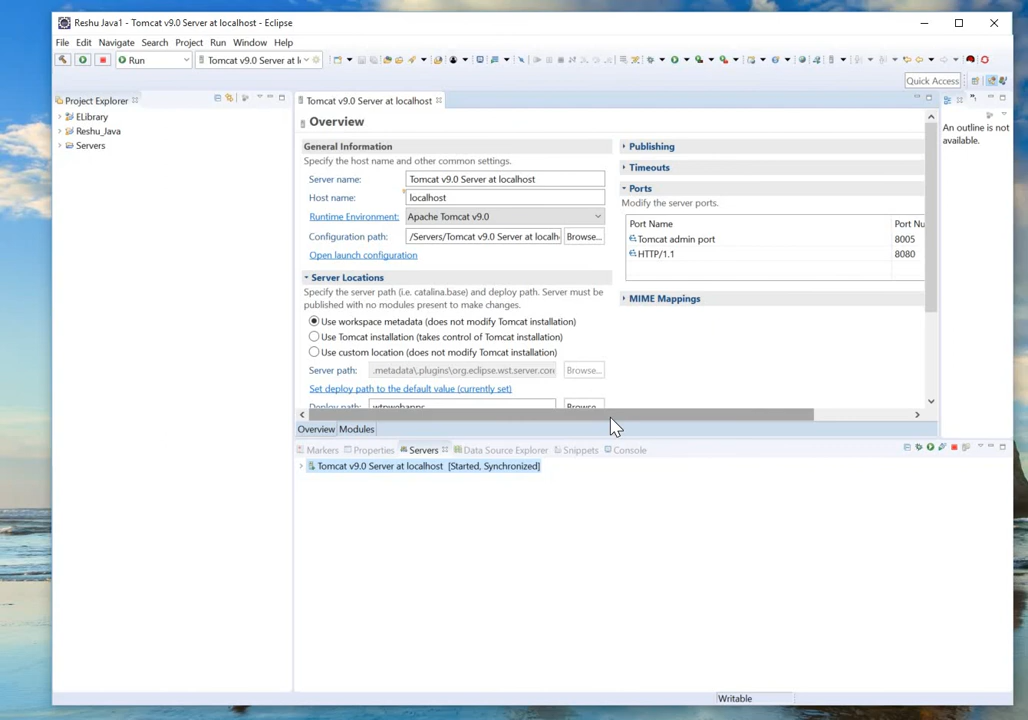 Reshu Java1 - Tomcat v9.0 Server at localhost - Eclipse
File Edit Navigate Search Project Run Window Help
Run Tomcat v9.0 Server at l
Quick Access
Project Explorer
ELibrary
Reshu_Java
Servers
Tomcat v9.0 Server at localhost
Overview
General Information
Specify the host name and other common settings.
Server name: Tomcat v9.0 Server at localhost
Host name: localhost
Runtime Environment: Apache Tomcat v9.0
Configuration path: /Servers/Tomcat v9.0 Server at localh Browse...
Open launch configuration
Server Locations
Specify the server path (i.e. catalina.base) and deploy path. Server must be
published with no modules present to make changes.
Use workspace metadata (does not modify Tomcat installation)
Use Tomcat installation (takes control of Tomcat installation)
Use custom location (does not modify Tomcat installation)
Server path: .metadata\.plugins\org.eclipse.wst.server.core Browse...
Set deploy path to the default value (currently set)
Deploy path: wtpwebapps Browse...
Publishing
Timeouts
Ports
Modify the server ports.
Port Name Port Nu
Tomcat admin port 8005
HTTP/1.1 8080
MIME Mappings
An outline is not
available.
Overview Modules
Markers Properties Servers Data Source Explorer Snippets Console
Tomcat v9.0 Server at localhost [Started, Synchronized]
Writable